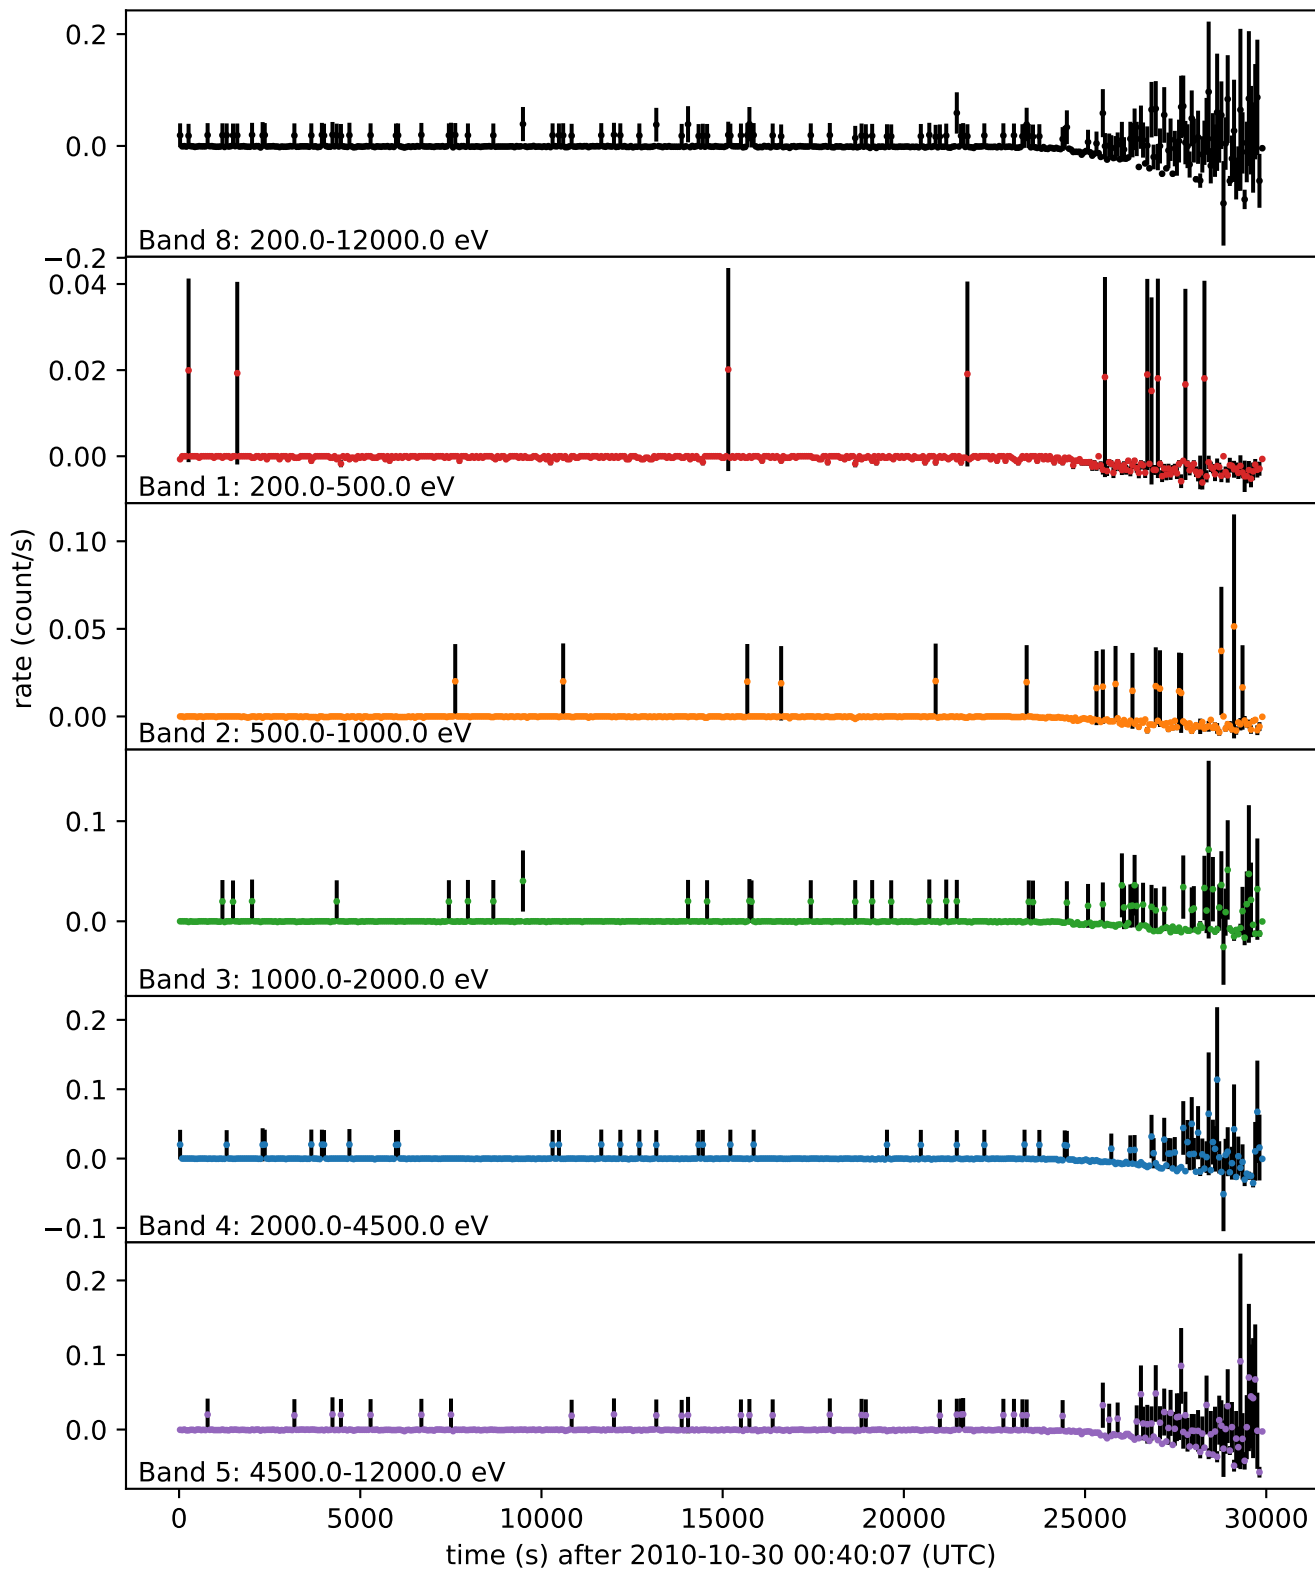 0.2
0.0
−0.2
Band 8: 200.0-12000.0 eV
0.04
0.02
0.00
Band 1: 200.0-500.0 eV
0.10
0.05
0.00
Band 2: 500.0-1000.0 eV
rate (count/s)
0.1
0.0
Band 3: 1000.0-2000.0 eV
0.2
0.1
0.0
−0.1
Band 4: 2000.0-4500.0 eV
0.2
0.1
0.0
Band 5: 4500.0-12000.0 eV
0 5000 10000 15000 20000 25000 30000
time (s) after 2010-10-30 00:40:07 (UTC)